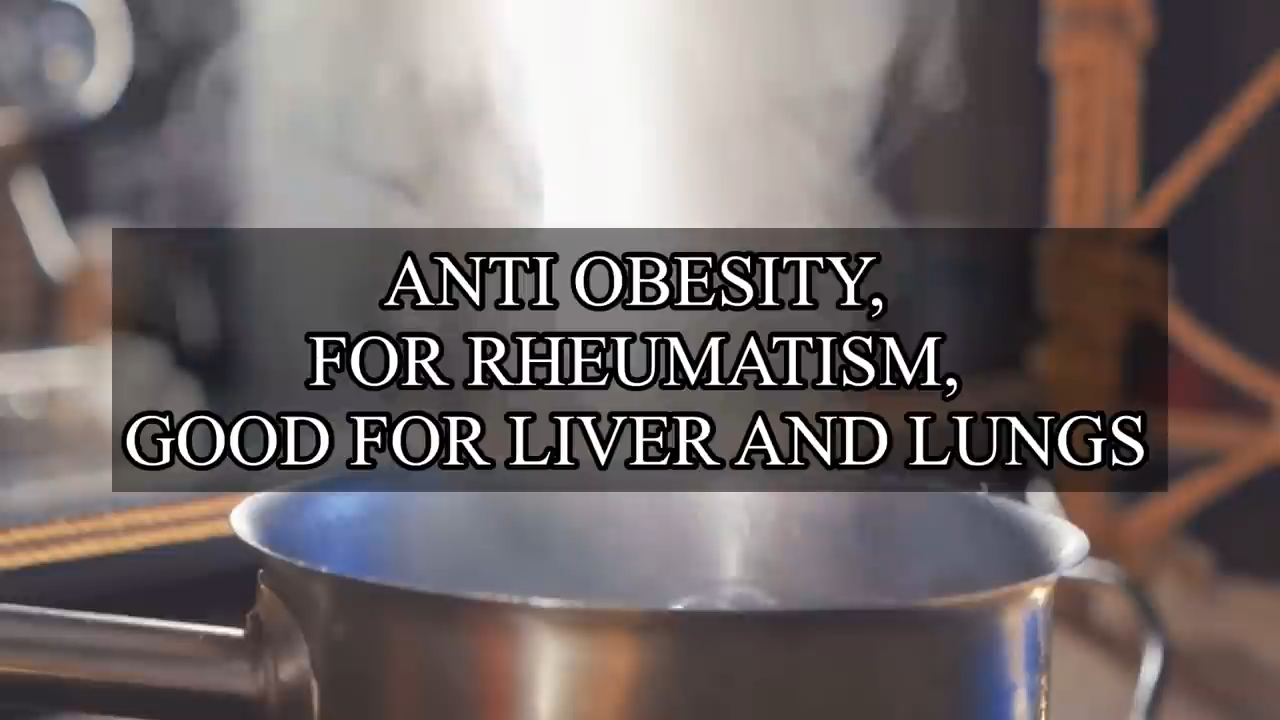 ANTI OBESITY,
FOR RHEUMATISM,
GOOD FOR LIVER AND LUNGS